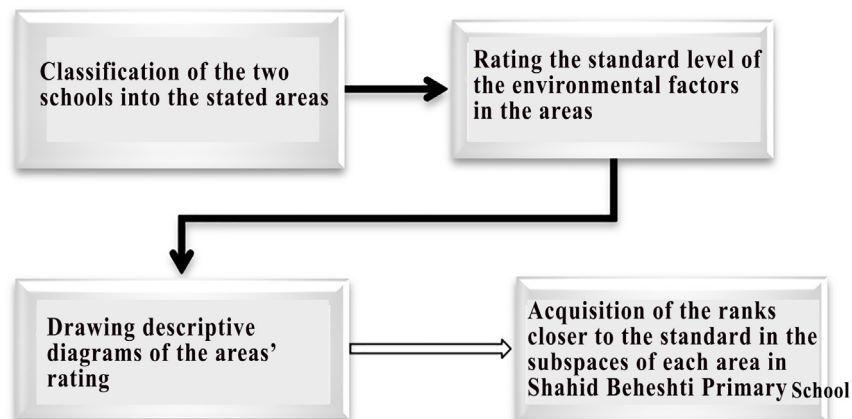 Classification of the two
schools into the stated areas
Rating the standard level of
the environmental factors
in the areas
Drawing descriptive
diagrams of the areas’
rating
Acquisition of the ranks
closer to the standard in the
subspaces of each area in
Shahid Beheshti Primary School